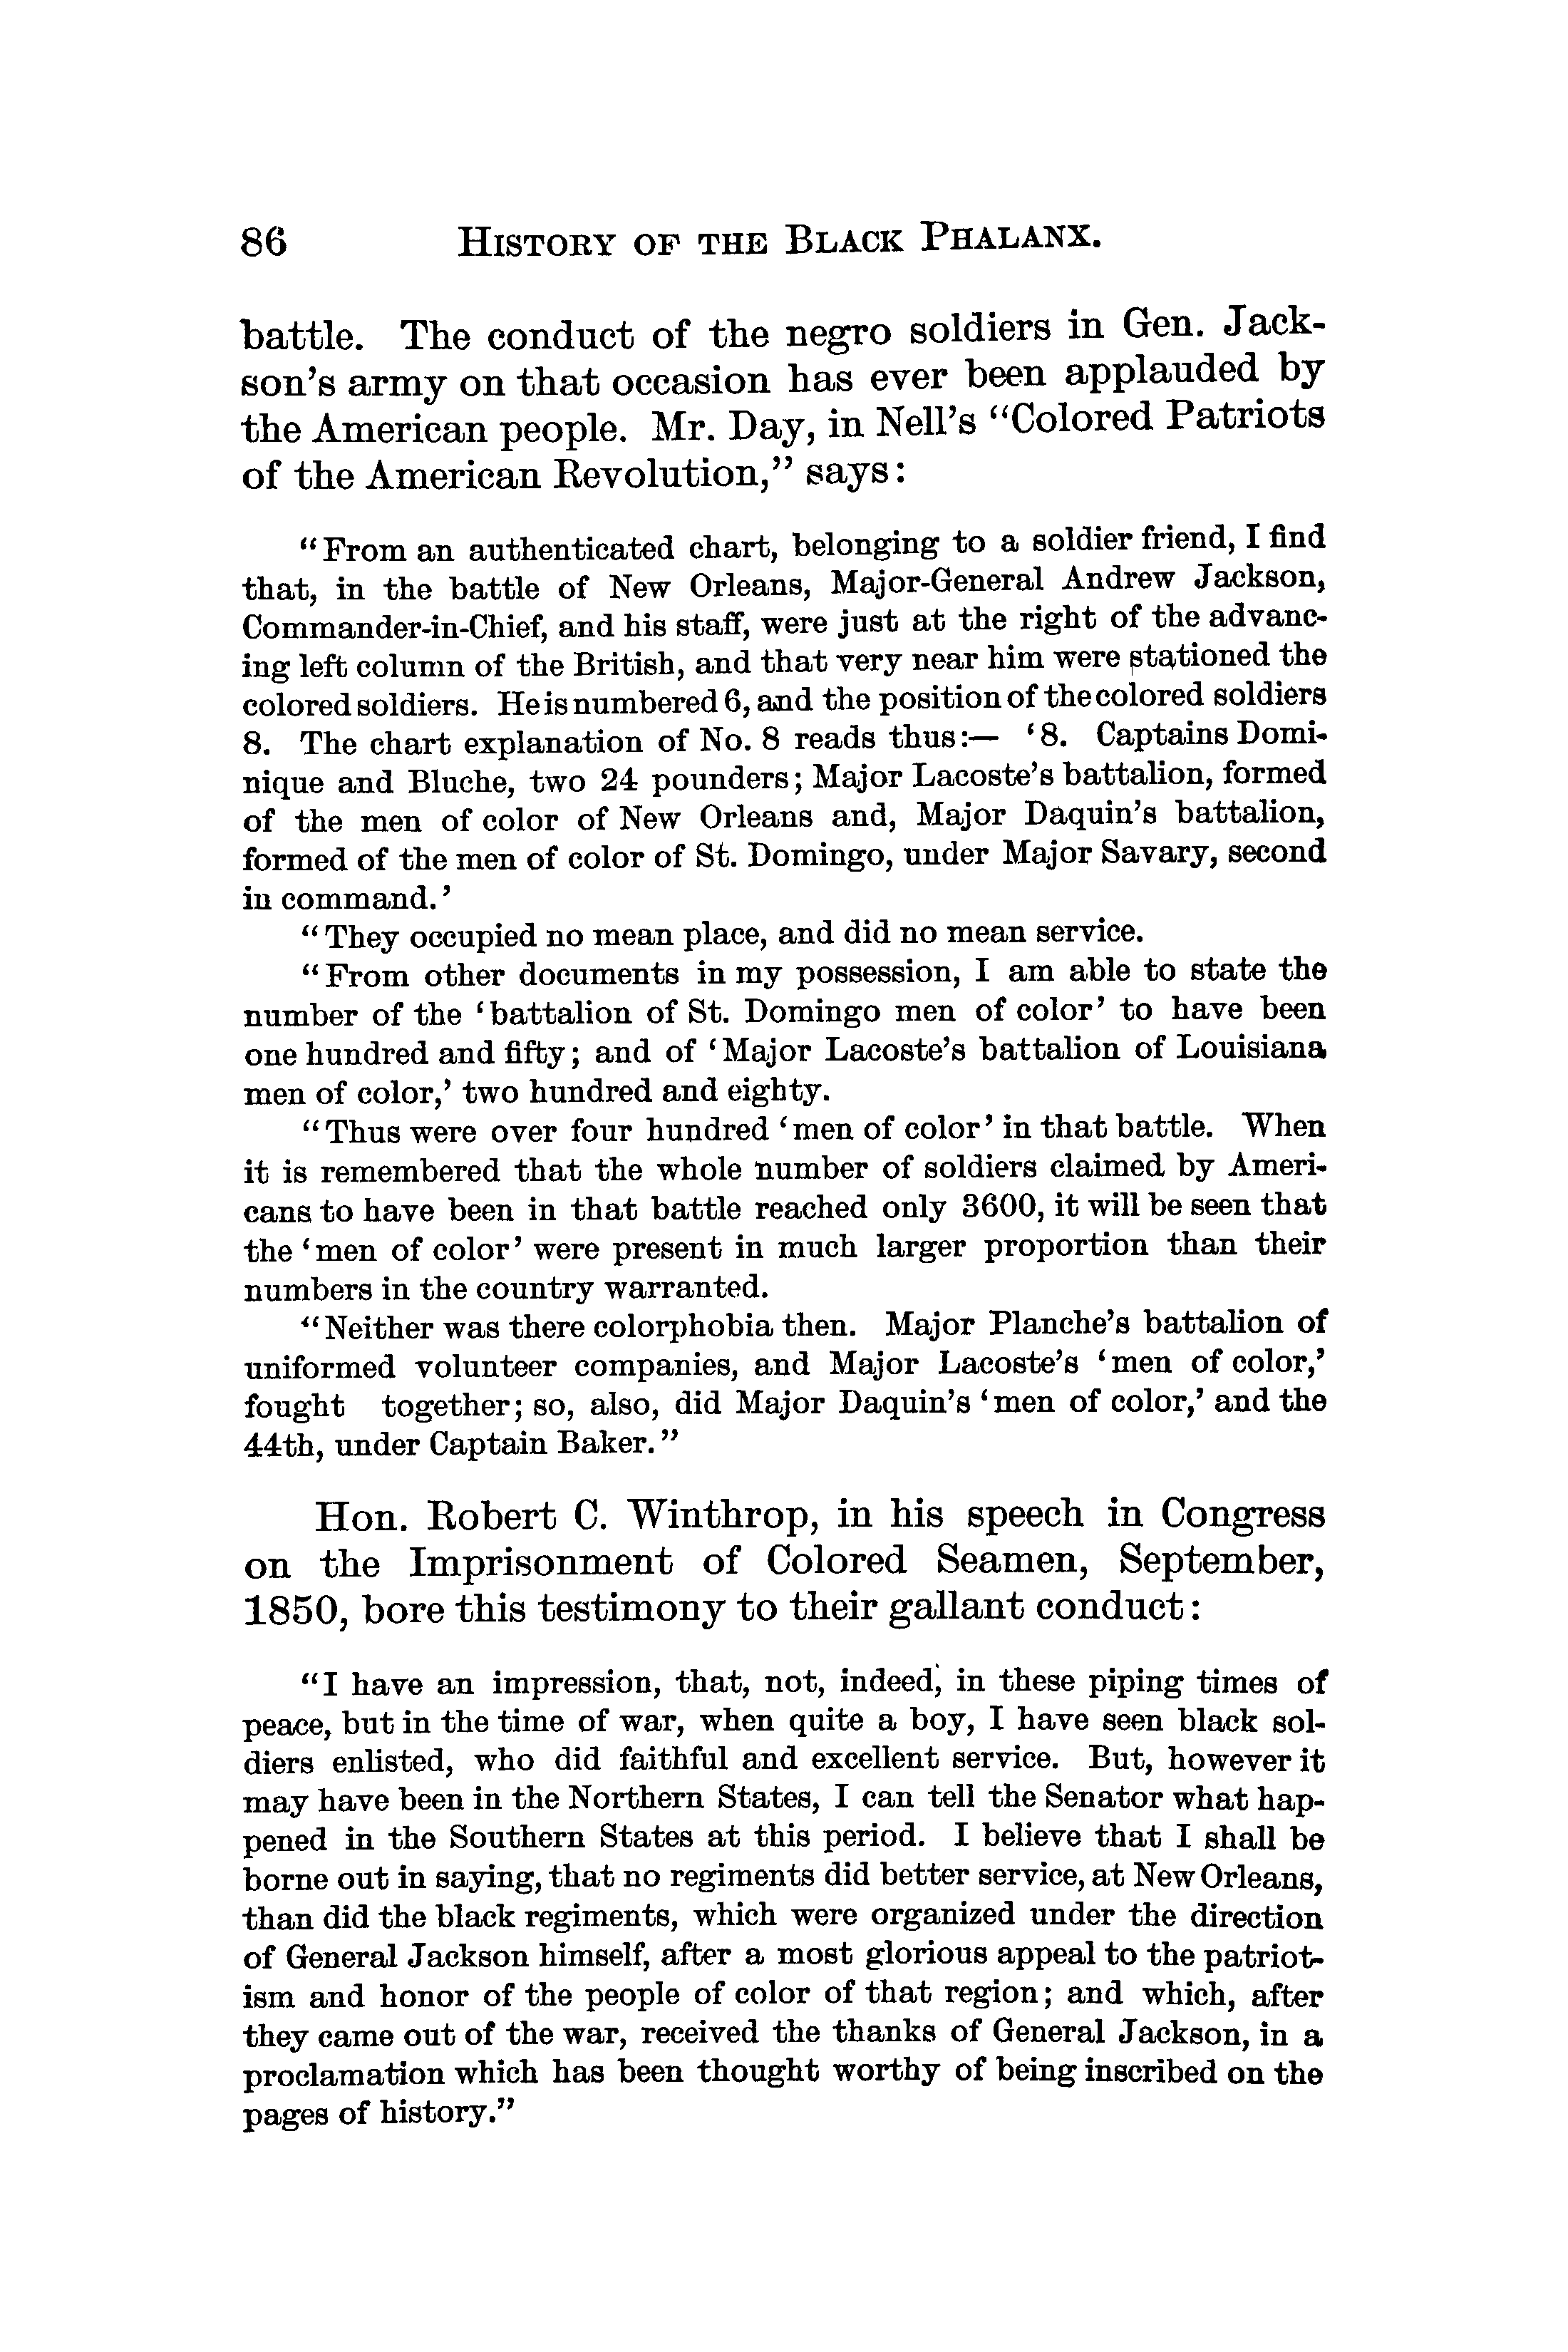 86 HISTORY OF THE BLACK PHALANX.
battle. The conduct of the negro soldiers in Gen. Jack-
son's army on that occasion has ever been applauded by
the American people. Mr. Day, in Nell's "Colored Patriots
of the American Revolution," says:
"From an authenticated chart, belonging to a soldier friend, I find
that, in the battle of New Orleans, Major-General Andrew Jackson,
Commander-in-Chief, and his staff, were just at the right of the advanc-
ing left column of the British, and that very near him were stationed the
colored soldiers. He is numbered 6, and the position of the colored soldiers
8. The chart explanation of No. 8 reads thus:— '8. Captains Domi-
nique and Bluche, two 24 pounders; Major Lacoste's battalion, formed
of the men of color of New Orleans and, Major Daquin's battalion,
formed of the men of color of St. Domingo, under Major Savary, second
in command.'
"They occupied no mean place, and did no mean service.
"From other documents in my possession, I am able to state the
number of the 'battalion of St. Domingo men of color' to have been
one hundred and fifty; and of 'Major Lacoste's battalion of Louisiana
men of color,' two hundred and eighty.
"Thus were over four hundred 'men of color' in that battle. When
it is remembered that the whole number of soldiers claimed by Ameri-
cans to have been in that battle reached only 3600, it will be seen that
the 'men of color' were present in much larger proportion than their
numbers in the country warranted.
"Neither was there colorphobia then. Major Planche's battalion of
uniformed volunteer companies, and Major Lacoste's 'men of color,'
fought together; so, also, did Major Daquin's 'men of color,' and the
44th, under Captain Baker."
Hon. Robert C. Winthrop, in his speech in Congress
on the Imprisonment of Colored Seamen, September,
1850, bore this testimony to their gallant conduct:
"I have an impression, that, not, indeed, in these piping times of
peace, but in the time of war, when quite a boy, I have seen black sol-
diers enlisted, who did faithful and excellent service. But, however it
may have been in the Northern States, I can tell the Senator what hap-
pened in the Southern States at this period. I believe that I shall be
borne out in saying, that no regiments did better service, at New Orleans,
than did the black regiments, which were organized under the direction
of General Jackson himself, after a most glorious appeal to the patriot-
ism and honor of the people of color of that region; and which, after
they came out of the war, received the thanks of General Jackson, in a
proclamation which has been thought worthy of being inscribed on the
pages of history."